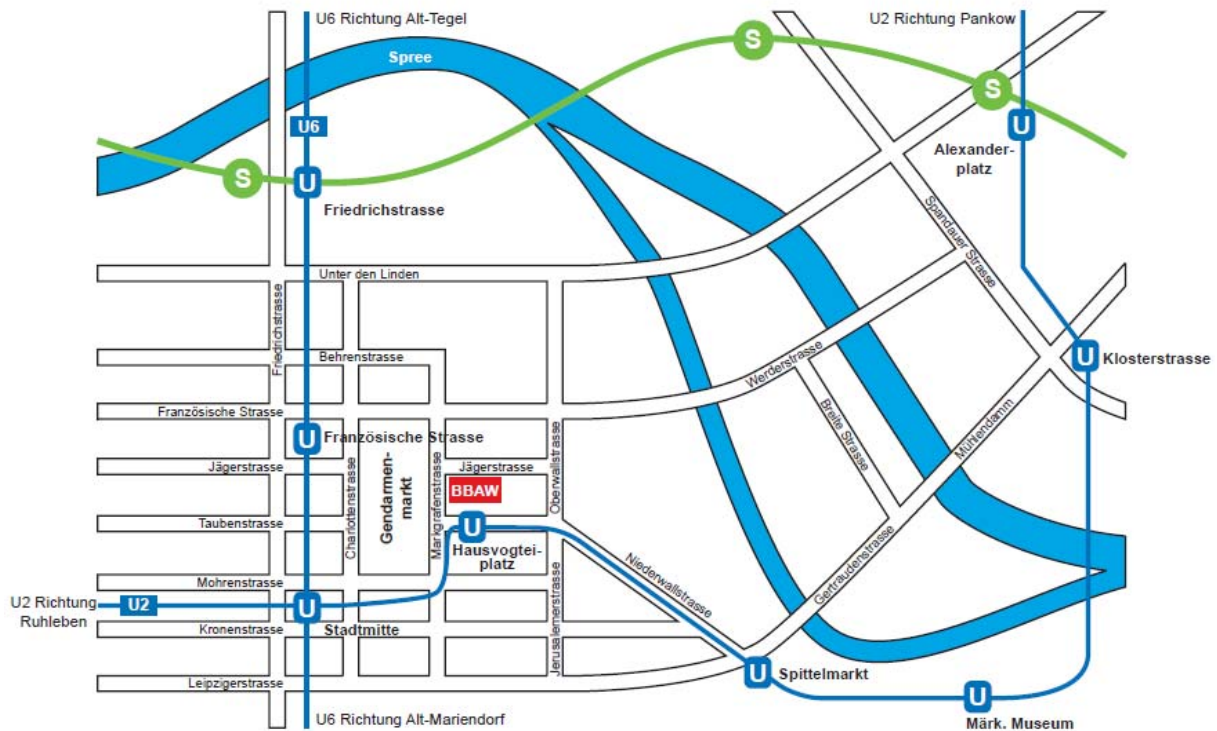 U6 Richtung Alt-Tegel
U2 Richtung Pankow
Spree
S
S
U6
U
Alexander-
platz
S
U
Friedrichstrasse
Spandauer Strasse
Unter den Linden
Friedrichstrasse
Behrenstrasse
Werderstrasse
U
Klosterstrasse
Französische Strasse
Breite Strasse
Mühlendamm
U
Französische Strasse
Jägerstrasse
Charlottenstrasse
Gendarmen-
markt
Markgrafenstrasse
Jägerstrasse
Oberwallstrasse
BBAW
Taubenstrasse
U
Hausvogtei-
platz
Niederwallstrasse
Gertraudenstrasse
Mohrenstrasse
Jerusalemerstrasse
U2 Richtung
Ruhleben
U2
U
Stadtmitte
Kronenstrasse
Leipzigerstrasse
U
Spittelmarkt
U
Märk. Museum
U6 Richtung Alt-Mariendorf